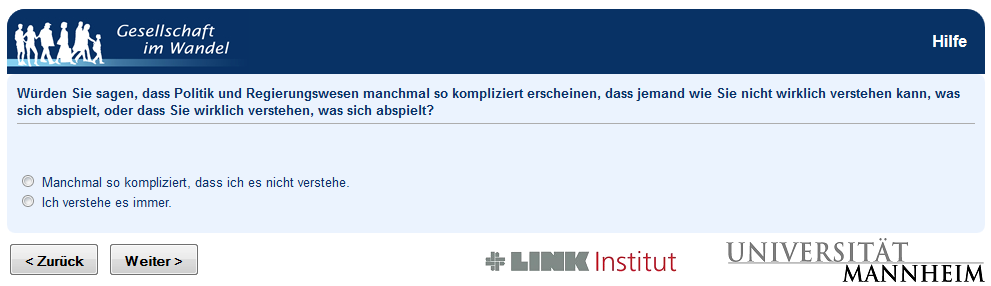 Gesellschaft
im Wandel
Hilfe
Würden Sie sagen, dass Politik und Regierungswesen manchmal so kompliziert erscheinen, dass jemand wie Sie nicht wirklich verstehen kann, was
sich abspielt, oder dass Sie wirklich verstehen, was sich abspielt?
Manchmal so kompliziert, dass ich es nicht verstehe.
Ich verstehe es immer.
< Zurück
Weiter >
LINK Institut
UNIVERSITÄT
MANNHEIM